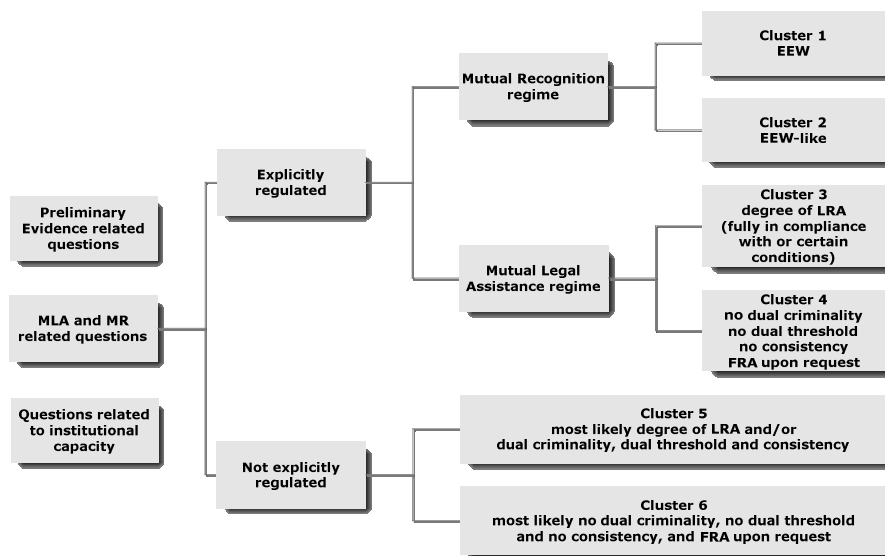 Preliminary
Evidence related
questions
MLA and MR
related questions
Questions related
to institutional
capacity
Explicitly
regulated
Not explicitly
regulated
Mutual Recognition
regime
Mutual Legal
Assistance regime
Cluster 1
EEW
Cluster 2
EEW-like
Cluster 3
degree of LRA
(fully in compliance
with or certain
conditions)
Cluster 4
no dual criminality
no dual threshold
no consistency
FRA upon request
Cluster 5
most likely degree of LRA and/or
dual criminality, dual threshold and consistency
Cluster 6
most likely no dual criminality, no dual threshold
and no consistency, and FRA upon request